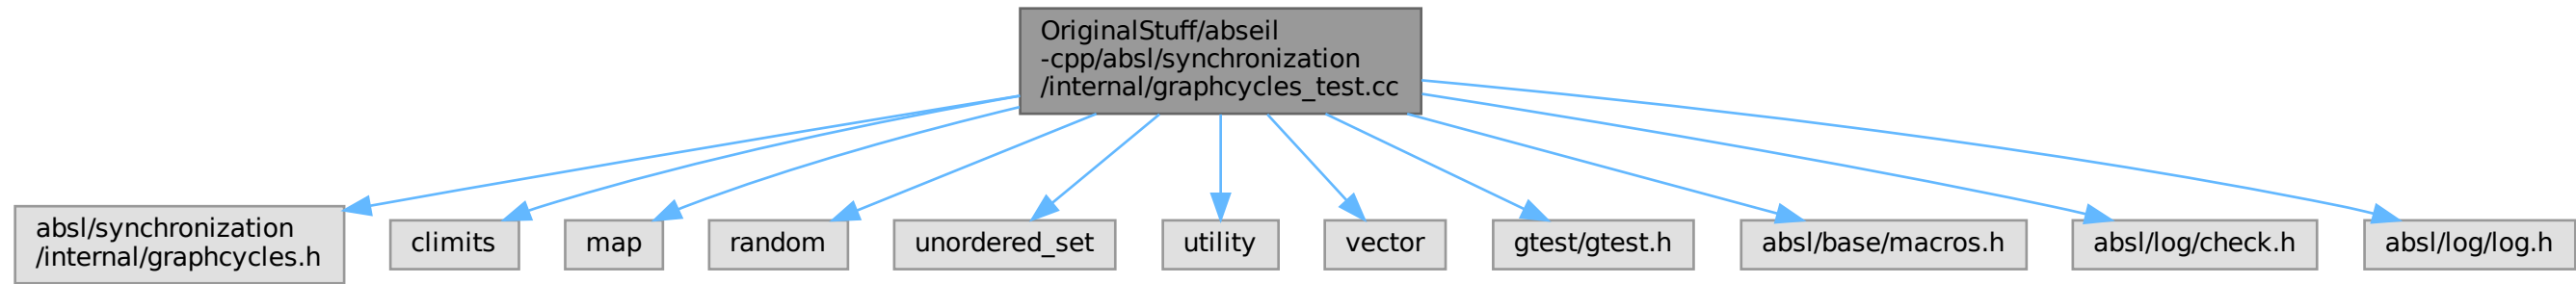 OriginalStuff/abseil
-cpp/absl/synchronization
/internal/graphcycles_test.cc
absl/synchronization
/internal/graphcycles.h
climits
map
random
unordered_set
utility
vector
gtest/gtest.h
absl/base/macros.h
absl/log/check.h
absl/log/log.h